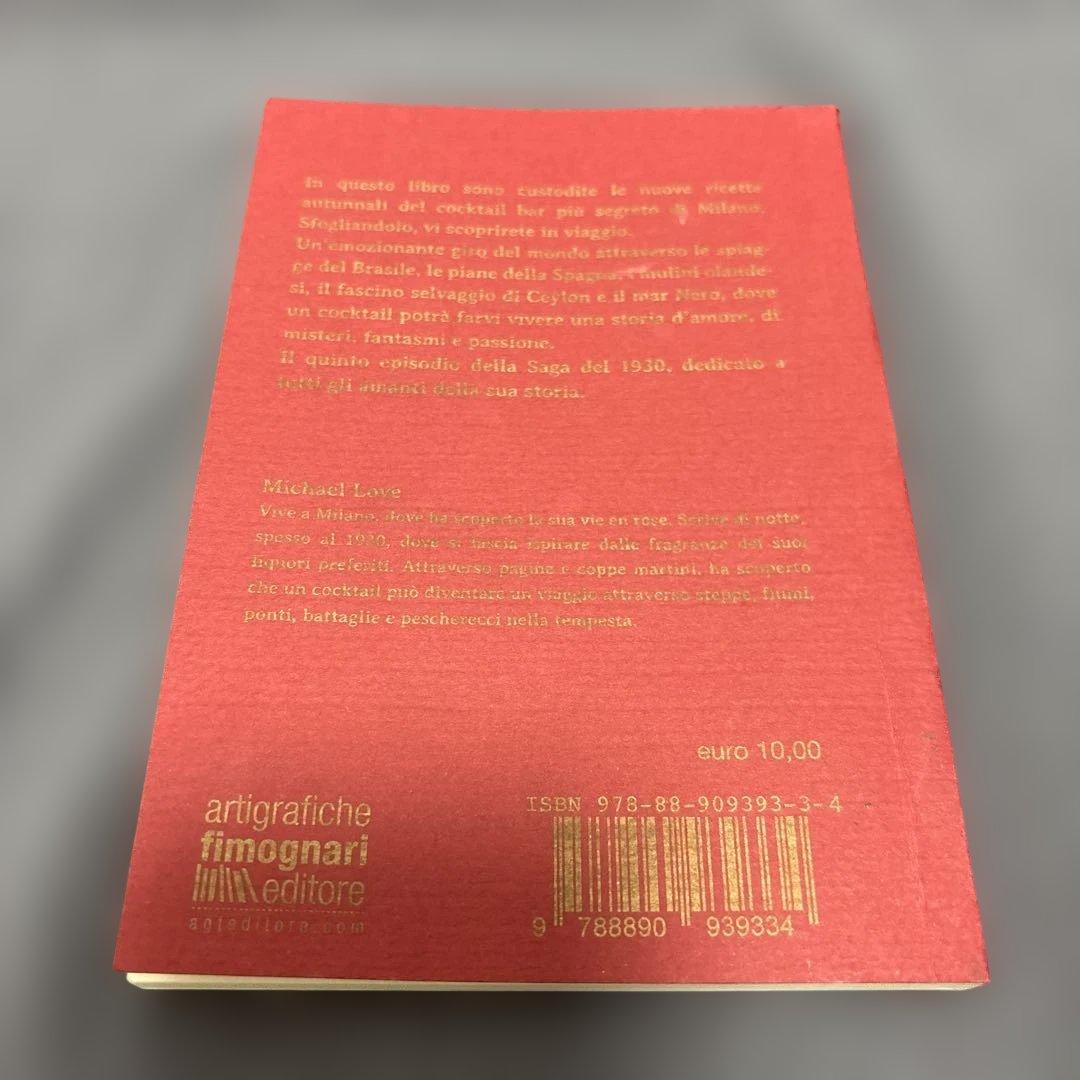 In questo libro sono custodite le nuove ricette
autunnali del cocktail bar più segreto di Milano.
Sfogliandolo, vi scoprirete in viaggio.
Un'emozionante giro del mondo attraverso le spiag-
ge del Brasile, le piane della Spagna, i mulini olande-
si, il fascino selvaggio di Ceylon e il mar Nero, dove
un cocktail potrà farvi vivere una storia d'amore, di
misteri, fantasmi e passione.
Il quinto episodio della Saga del 1930, dedicato a
tutti gli amanti della sua storia.
Michael Love
Vive a Milano, dove ha scoperto la sua vie en rose. Scrive di notte,
spesso al 1930, dove si lascia ispirare dalle fragranze dei suoi
liquori preferiti. Attraverso pagine e coppe martini, ha scoperto
che un cocktail può diventare un viaggio attraverso steppe, fiumi,
ponti, battaglie e pescherecci nella tempesta.
euro 10,00
ISBN 978-88-909393-3-4
9 788890 939334
artigrafiche
fimognari
editore
agfeditore.com